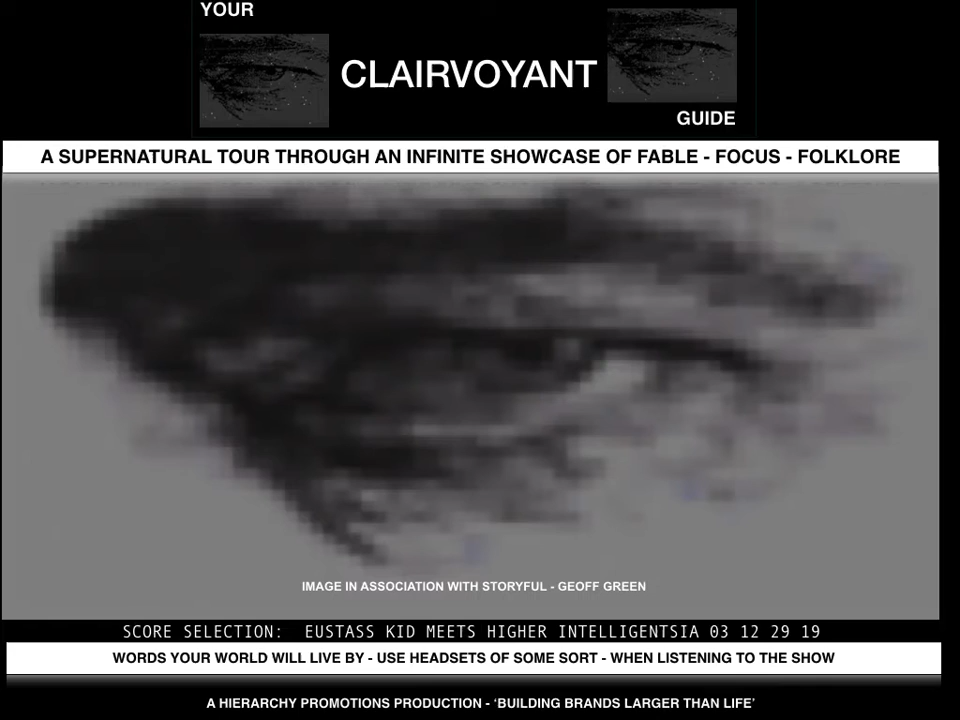 YOUR
CLAIRVOYANT
GUIDE
A SUPERNATURAL TOUR THROUGH AN INFINITE SHOWCASE OF FABLE - FOCUS - FOLKLORE
IMAGE IN ASSOCIATION WITH STORYFUL - GEOFF GREEN
SCORE SELECTION: EUSTASS KID MEETS HIGHER INTELLIGENTSIA 03 12 29 19
WORDS YOUR WORLD WILL LIVE BY - USE HEADSETS OF SOME SORT - WHEN LISTENING TO THE SHOW
A HIERARCHY PROMOTIONS PRODUCTION - ‘BUILDING BRANDS LARGER THAN LIFE’